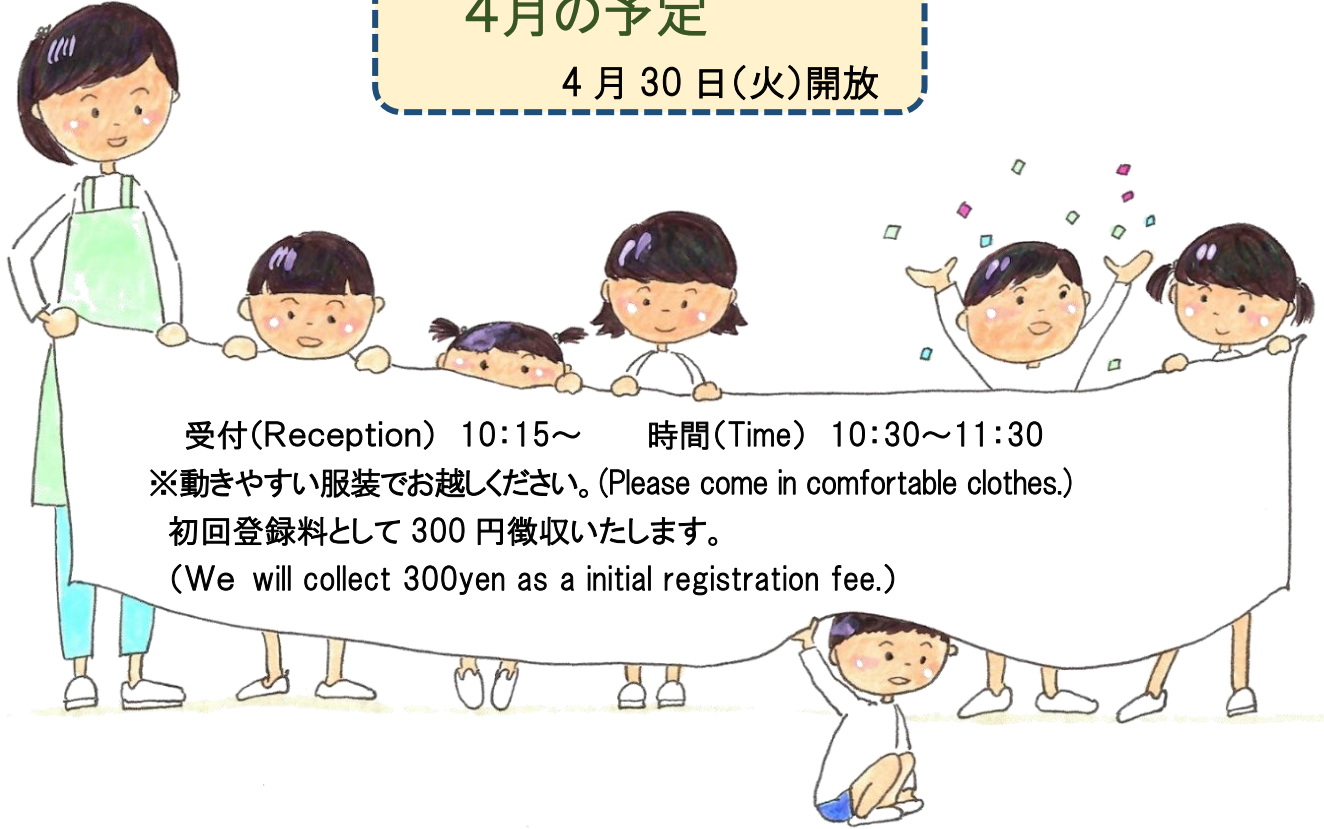 4月の予定
4 月 30 日(火)開放
受付(Reception) 10:15～ 時間(Time) 10:30～11:30
※動きやすい服装でお越しください。(Please come in comfortable clothes.)
初回登録料として 300 円徴収いたします。
(We will collect 300yen as a initial registration fee.)